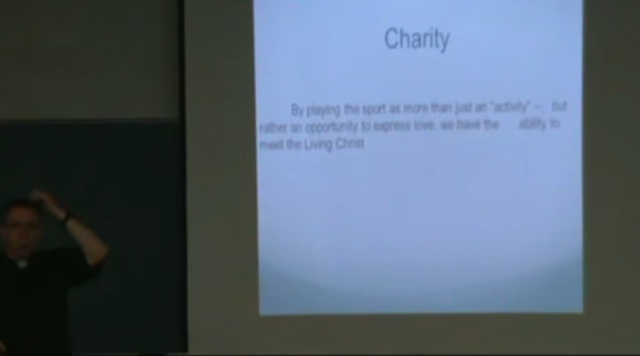 Charity
By playing the sport as more than just an "activity" – but
rather an opportunity to express love, we have the ability to
meet the Living Christ